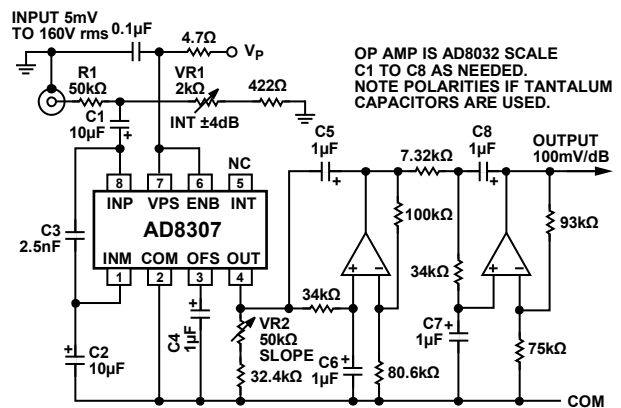 INPUT 5mV
TO 160V rms
0.1µF
4.7Ω
VP
R1
50kΩ
VR1
2kΩ
422Ω
INT ±4dB
C1
10µF
OP AMP IS AD8032 SCALE
C1 TO C8 AS NEEDED.
NOTE POLARITIES IF TANTALUM
CAPACITORS ARE USED.
NC
8
7
6
5
INP
VPS
ENB
INT
AD8307
INM
COM
OFS
OUT
1
2
3
4
C3
2.5nF
C2
10µF
C4
1µF
VR2
50kΩ
SLOPE
32.4kΩ
C5
1µF
34kΩ
C6
1µF
100kΩ
80.6kΩ
7.32kΩ
C8
1µF
34kΩ
C7
1µF
OUTPUT
100mV/dB
93kΩ
75kΩ
COM